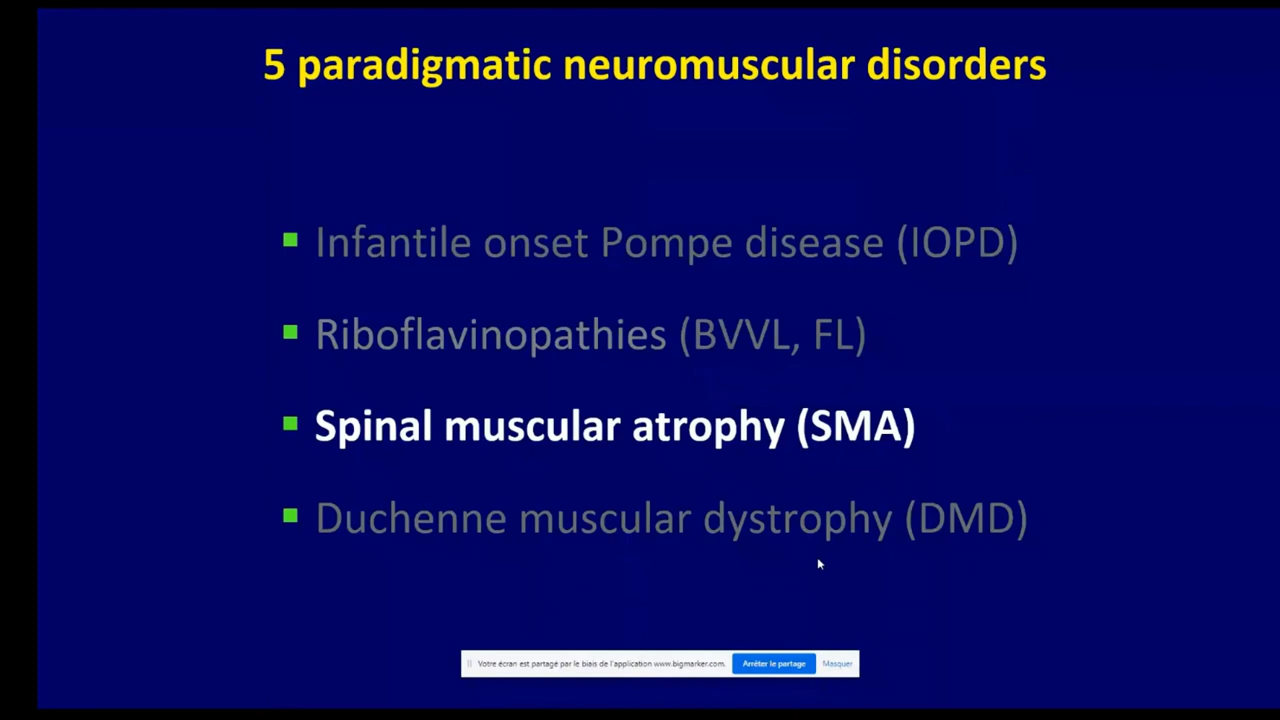 5 paradigmatic neuromuscular disorders
Infantile onset Pompe disease (IOPD)
Riboflavinopathies (BVVL, FL)
Spinal muscular atrophy (SMA)
Duchenne muscular dystrophy (DMD)
Votre écran est partagé par le biais de l'application www.bigmarker.com. Arrêter le partage Masquer